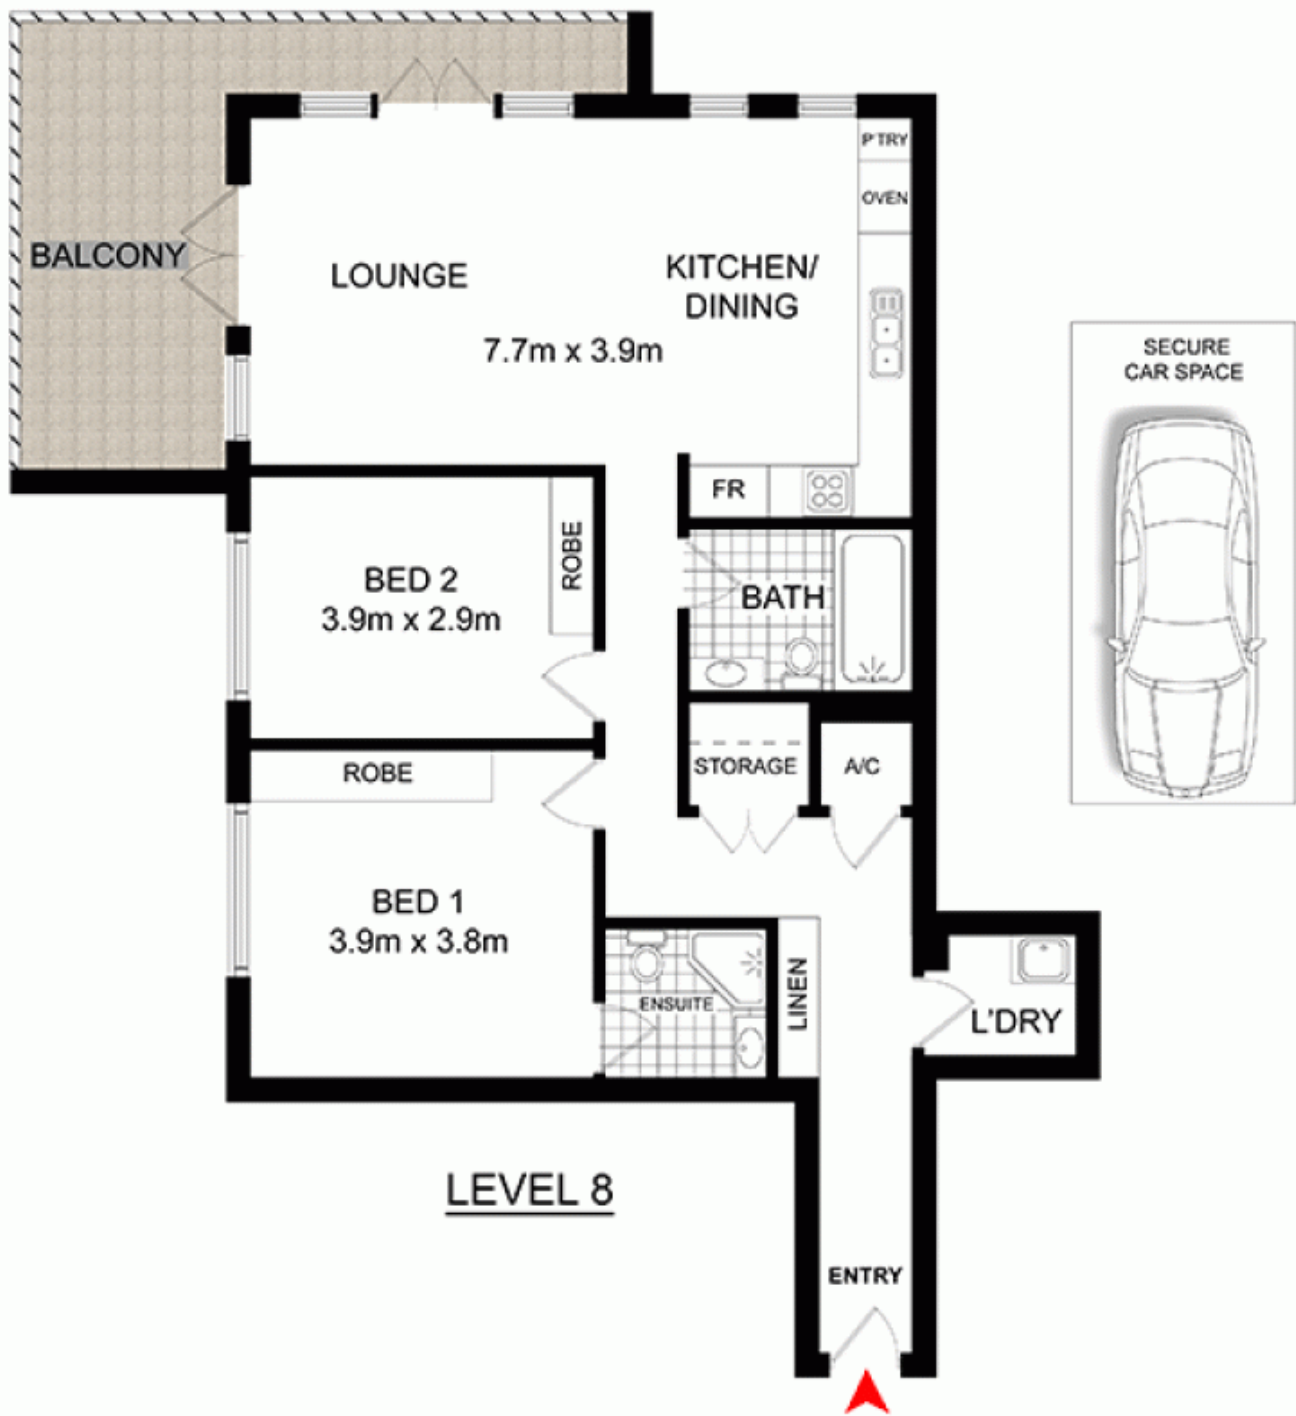 P'TRY
OVEN
BALCONY
LOUNGE
KITCHEN/
DINING
7.7m x 3.9m
SECURE
CAR SPACE
FR
ROBE
BED 2
3.9m x 2.9m
BATH
ROBE
STORAGE
A/C
BED 1
3.9m x 3.8m
ENSUITE
LINEN
L'DRY
LEVEL 8
ENTRY